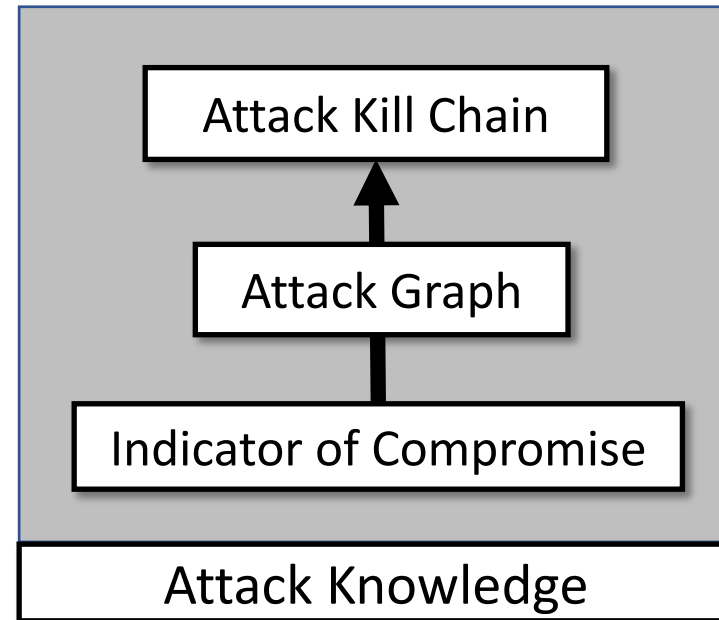 Attack Kill Chain
Attack Graph
Indicator of Compromise
Attack Knowledge